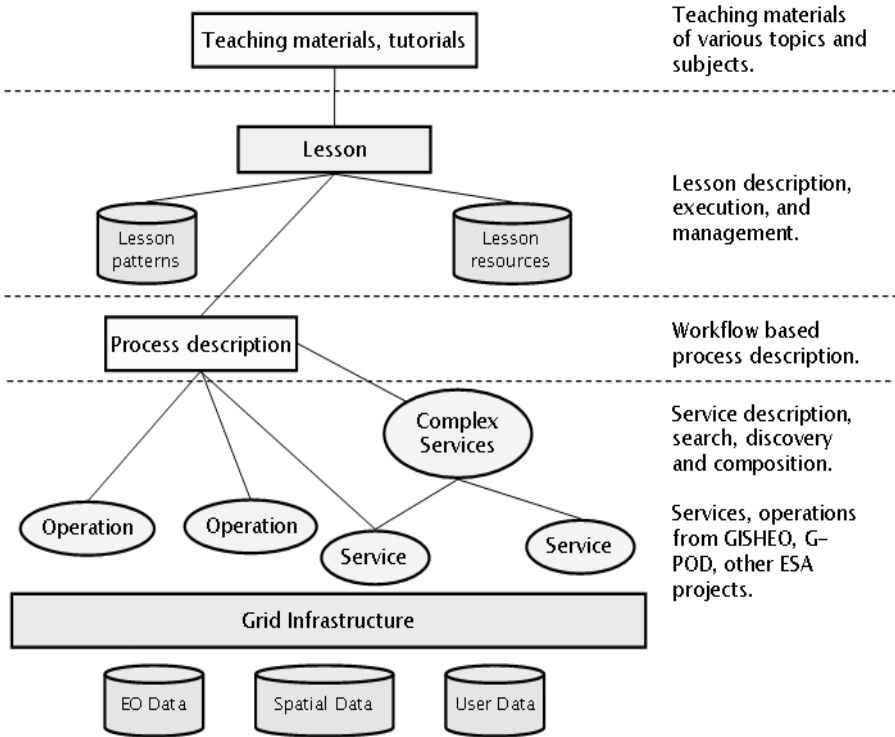 Teaching materials, tutorials
Teaching materials
of various topics and
subjects.
Lesson
Lesson
patterns
Lesson
resources
Lesson description,
execution, and
management.
Process description
Workflow based
process description.
Complex
Services
Service description,
search, discovery
and composition.
Operation
Operation
Service
Service
Services, operations
from GISHEO, G-
POD, other ESA
projects.
Grid Infrastructure
EO Data
Spatial Data
User Data